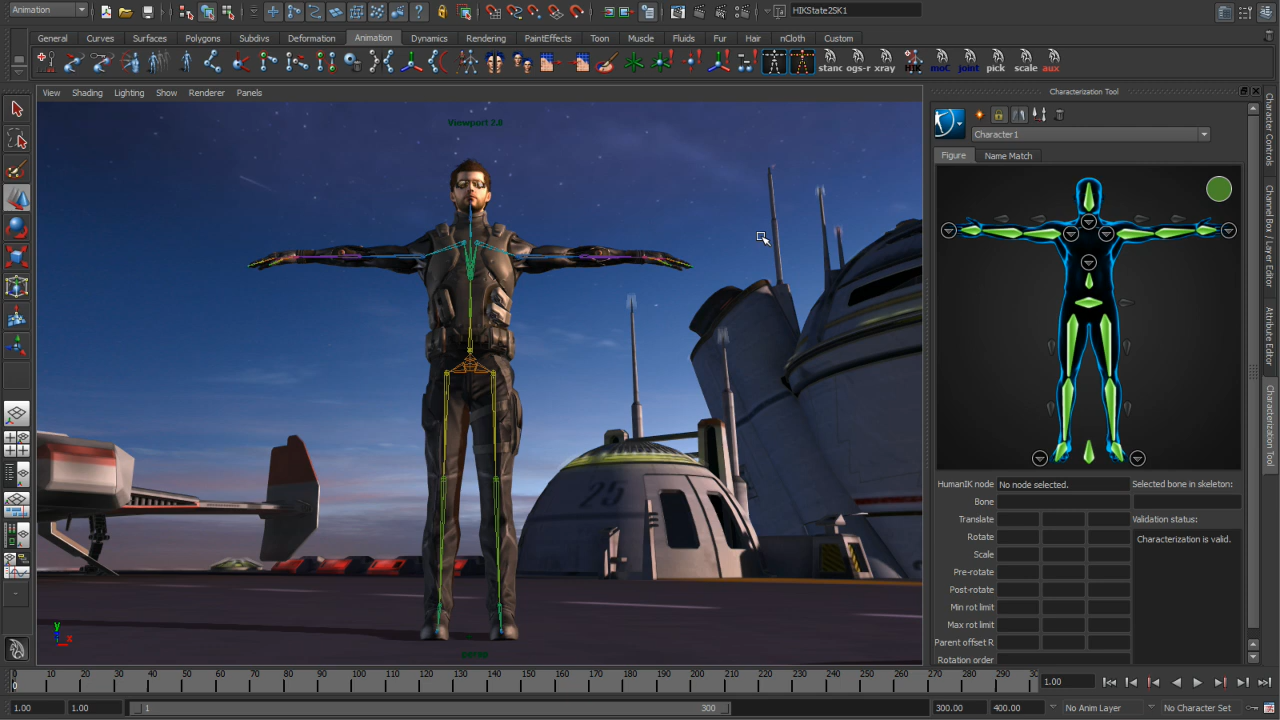 Animation
HIKState2SK1
General Curves Surfaces Polygons Subdivs Deformation Animation Dynamics Rendering PaintEffects Toon Muscle Fluids Fur Hair nCloth Custom
stanc ogs-r xray HIK moC joint pick scale aux
View Shading Lighting Show Renderer Panels
Viewport 2.0
25
persp
y
x
Characterization Tool
Character1
Figure Name Match
HumanIK node No node selected. Selected bone in skeleton:
Bone
Translate Validation status:
Rotate Characterization is valid.
Scale
Pre-rotate
Post-rotate
Min rot limit
Max rot limit
Parent offset R
Rotation order
Character Controls
Channel Box / Layer Editor
Attribute Editor
Characterization Tool
0 10 20 30 40 50 60 70 80 90 100 110 120 130 140 150 160 170 180 190 200 210 220 230 240 250 260 270 280 290
0
1.00
1.00 1.00 1 300 300.00 400.00 No Anim Layer No Character Set